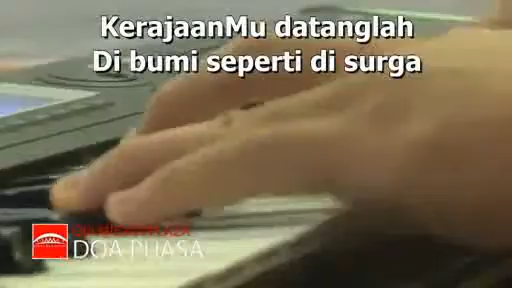 KerajaanMu datanglah
Di bumi seperti di surga
DOA PUASA